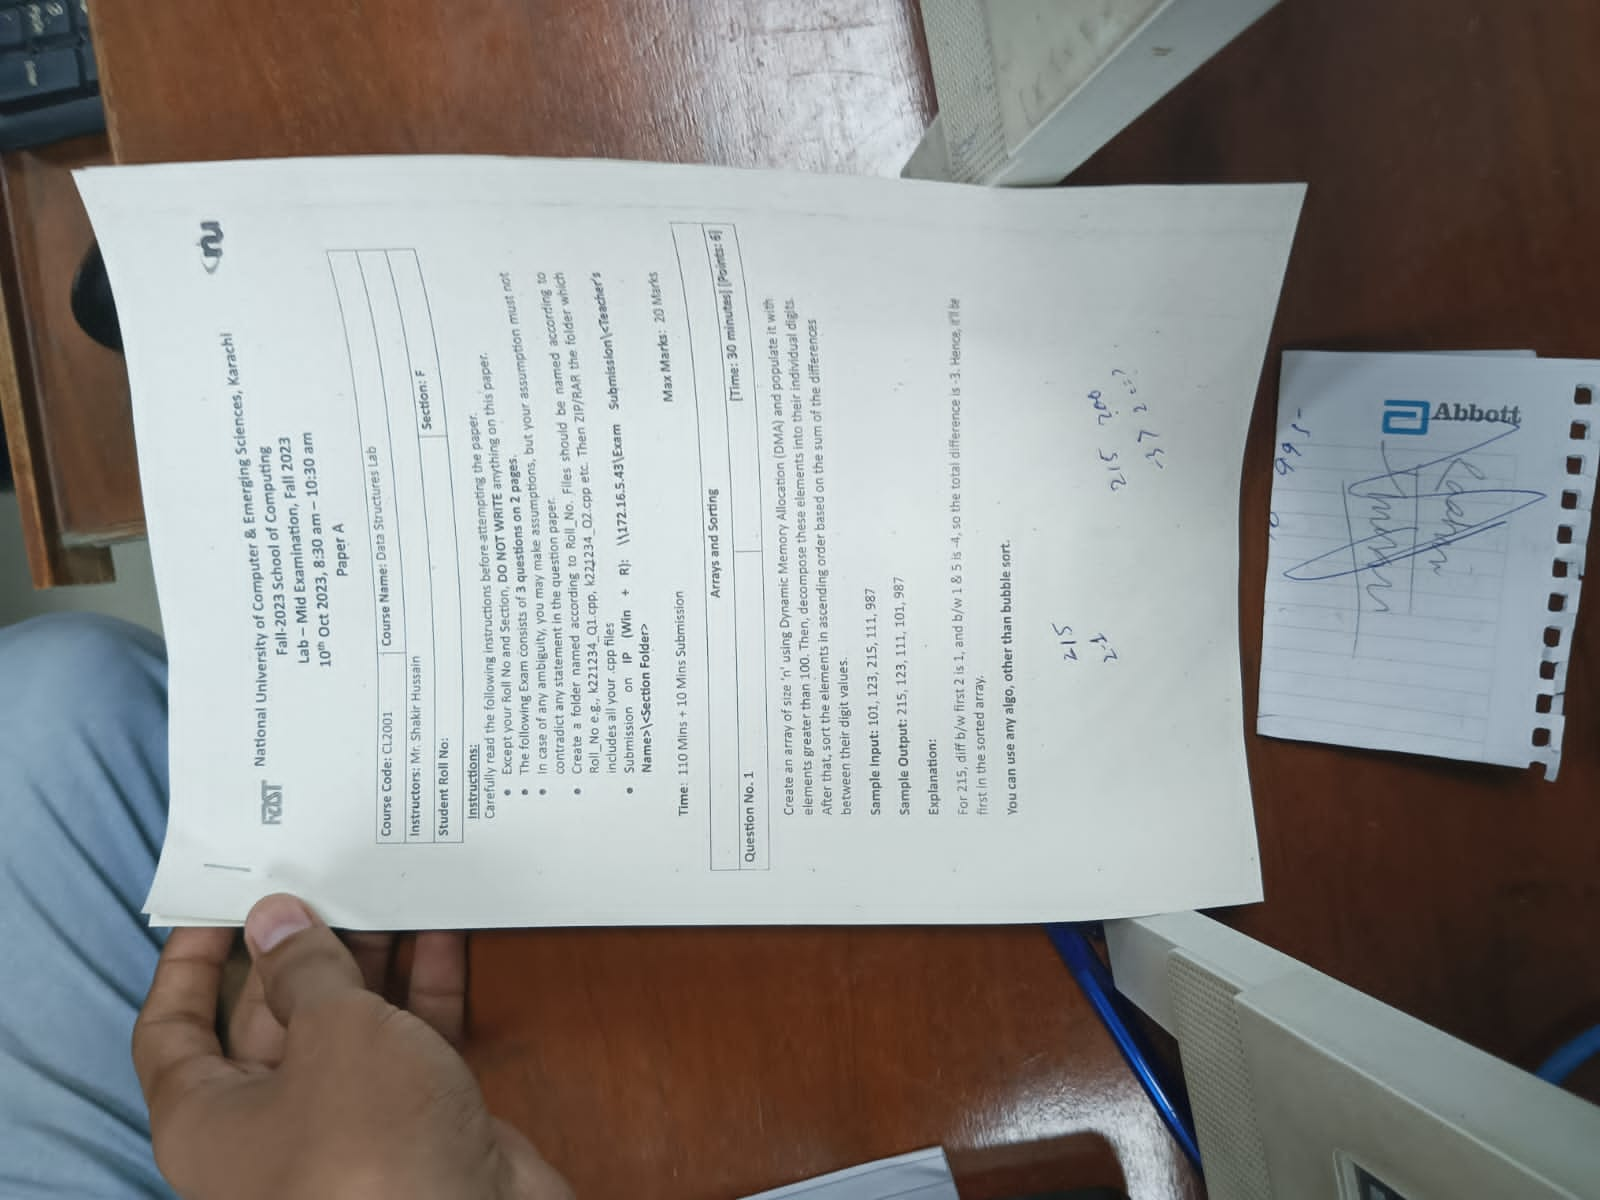 National University of Computer & Emerging Sciences, Karachi
Fall-2023 School of Computing
Lab – Mid Examination, Fall 2023
10th Oct 2023, 8:30 am – 10:30 am
Paper A
FAST
nu
Course Code: CL2001 Course Name: Data Structures Lab
Instructors: Mr. Shakir Hussain
Student Roll No: Section: F
Instructions:
Carefully read the following instructions before attempting the paper.
• Except your Roll No and Section, DO NOT WRITE anything on this paper.
• The following Exam consists of 3 questions on 2 pages.
• In case of any ambiguity, you may make assumptions, but your assumption must not
contradict any statement in the question paper.
• Create a folder named according to Roll_No. Files should be named according to
Roll_No e.g., k221234_Q1.cpp, k221234_Q2.cpp etc. Then ZIP/RAR the folder which
includes all your .cpp files
• Submission on IP (Win + R): \\172.16.5.43\Exam Submission\<Teacher's
Name>\<Section Folder>
Time: 110 Mins + 10 Mins Submission Max Marks: 20 Marks
Arrays and Sorting
Question No. 1 [Time: 30 minutes] [Points: 6]
Create an array of size 'n' using Dynamic Memory Allocation (DMA) and populate it with
elements greater than 100. Then, decompose these elements into their individual digits.
After that, sort the elements in ascending order based on the sum of the differences
between their digit values.
Sample Input: 101, 123, 215, 111, 987
Sample Output: 215, 123, 111, 101, 987
Explanation:
For 215, diff b/w first 2 is 1, and b/w 1 & 5 is -4, so the total difference is -3. Hence, it'll be
first in the sorted array.
You can use any algo, other than bubble sort.
215
2-1
215 200
-3 7 2 = ?
Abbott